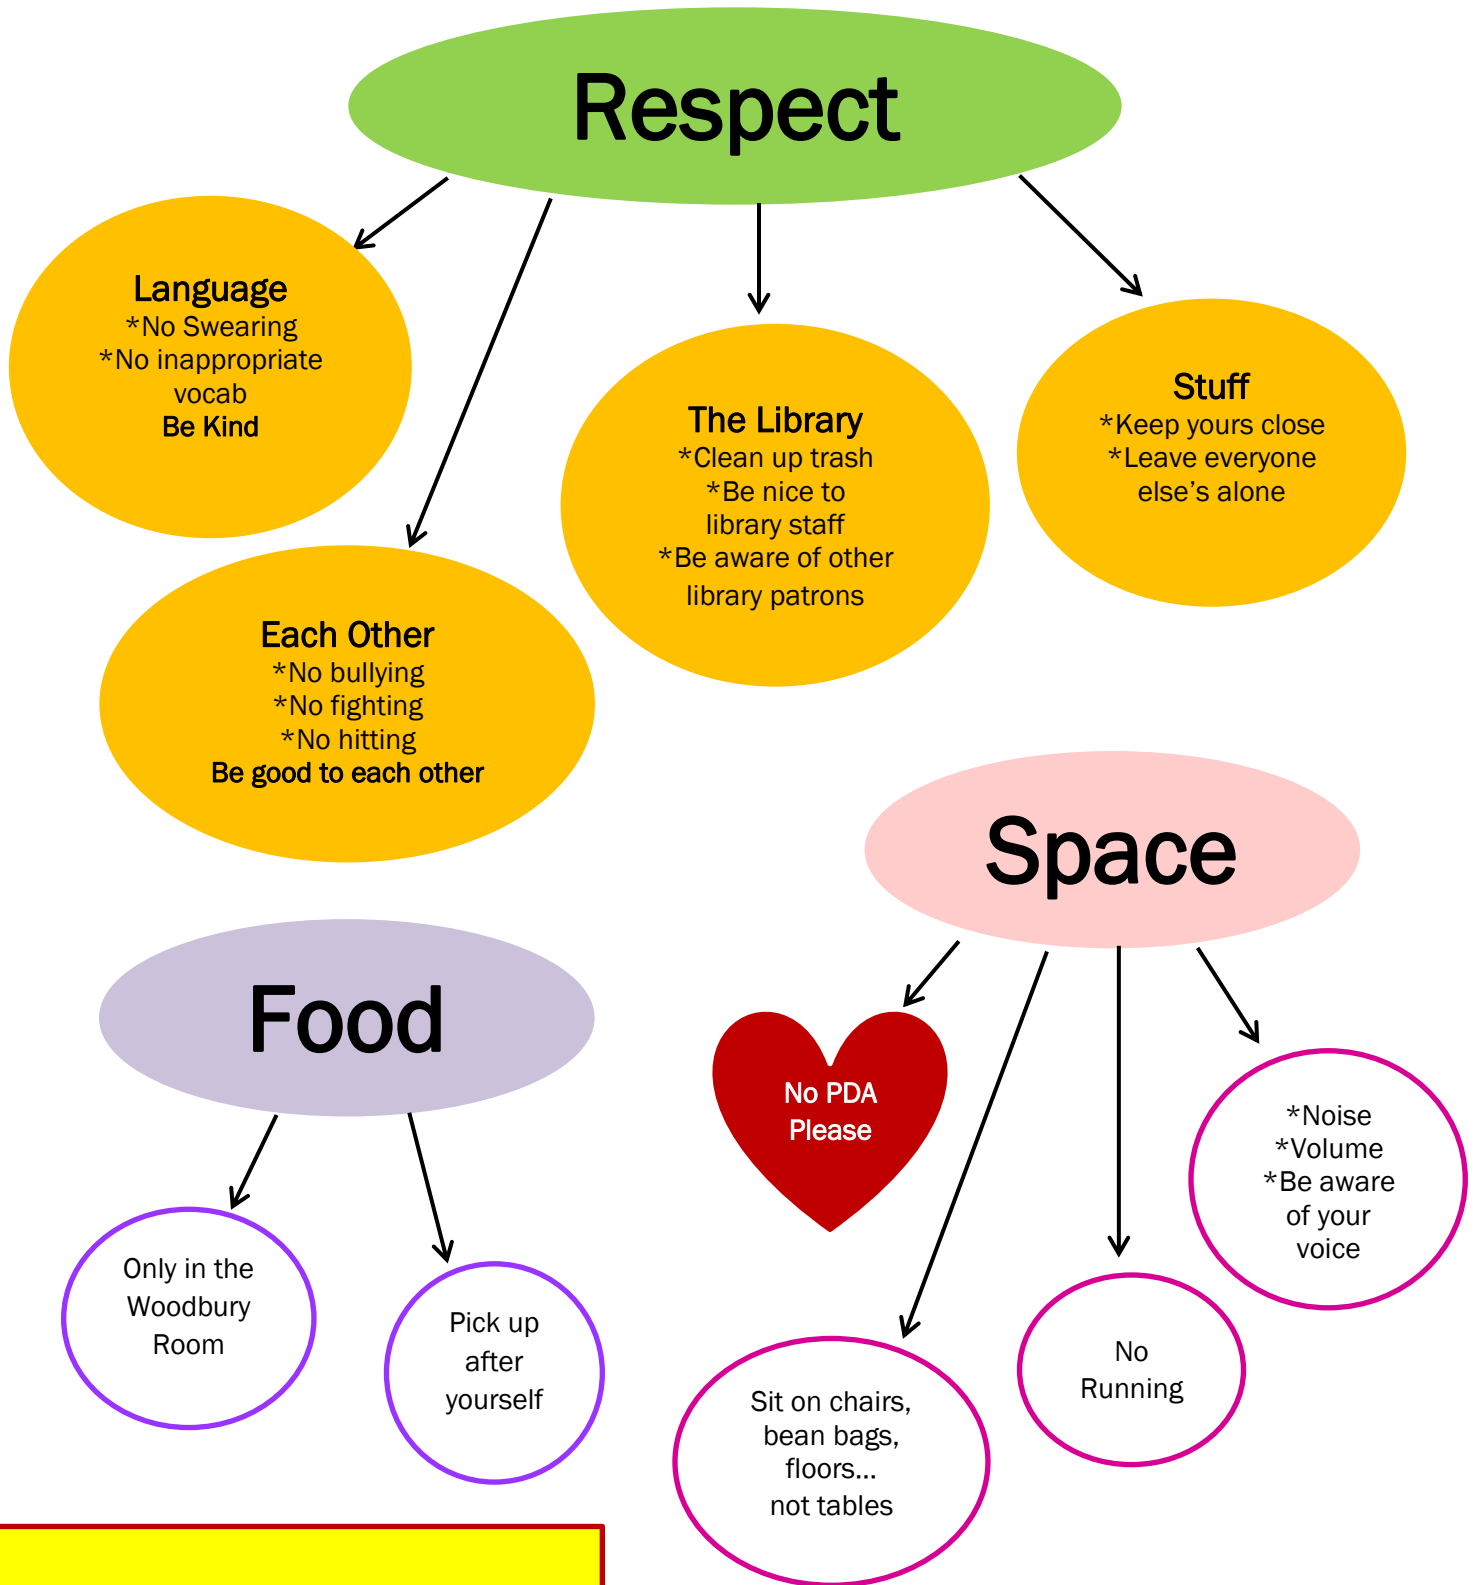 Respect
Language
*No Swearing
*No inappropriate
vocab
Be Kind
Each Other
*No bullying
*No fighting
*No hitting
Be good to each other
The Library
*Clean up trash
*Be nice to
library staff
*Be aware of other
library patrons
Stuff
*Keep yours close
*Leave everyone
else’s alone
Food
Only in the
Woodbury
Room
Pick up
after
yourself
Space
No PDA
Please
Sit on chairs,
bean bags,
floors...
not tables
No
Running
*Noise
*Volume
*Be aware
of your
voice